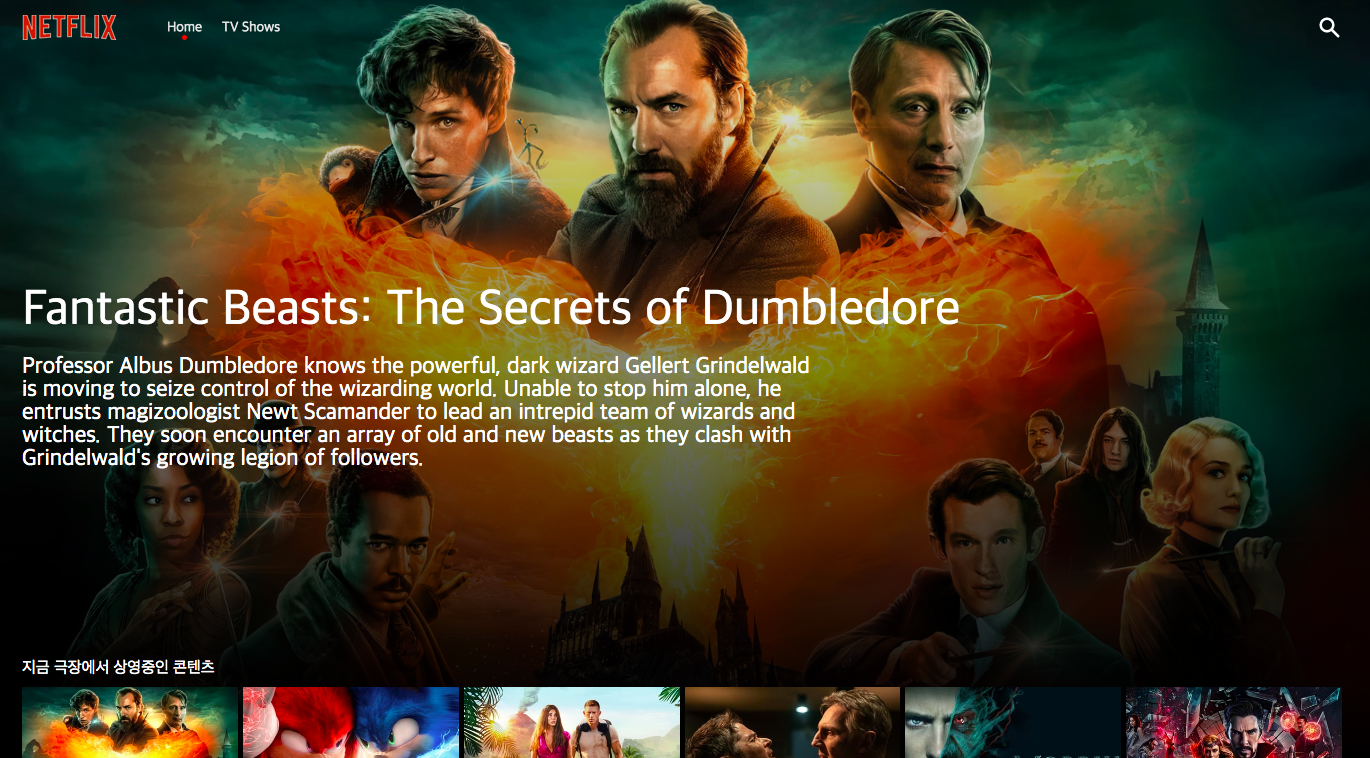 NETFLIX
Home TV Shows
Fantastic Beasts: The Secrets of Dumbledore
Professor Albus Dumbledore knows the powerful, dark wizard Gellert Grindelwald
is moving to seize control of the wizarding world. Unable to stop him alone, he
entrusts magizoologist Newt Scamander to lead an intrepid team of wizards and
witches. They soon encounter an array of old and new beasts as they clash with
Grindelwald's growing legion of followers.
지금 극장에서 상영중인 콘텐츠